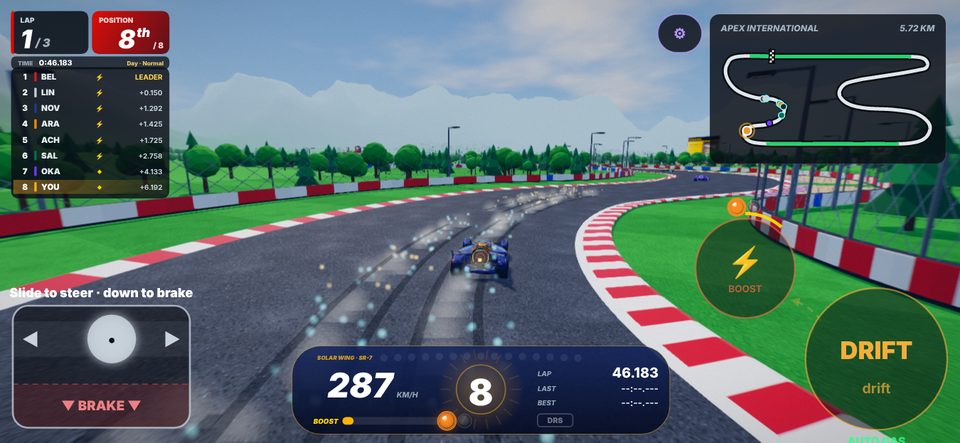 LAP
1 / 3
POSITION
8th / 8
TIME 0:46.183 Day · Normal
1 BEL LEADER
2 LIN +0.150
3 NOV +1.292
4 ARA +1.425
5 ACH +1.725
6 SAL +2.758
7 OKA +4.133
8 YOU +6.192
APEX INTERNATIONAL 5.72 KM
BOOST
DRIFT
drift
AUTO GAS
Slide to steer · down to brake
BRAKE
SOLAR WING · SR-7
287 KM/H
8
BOOST
LAP 46.183
LAST --:--.---
BEST --:--.---
DRS